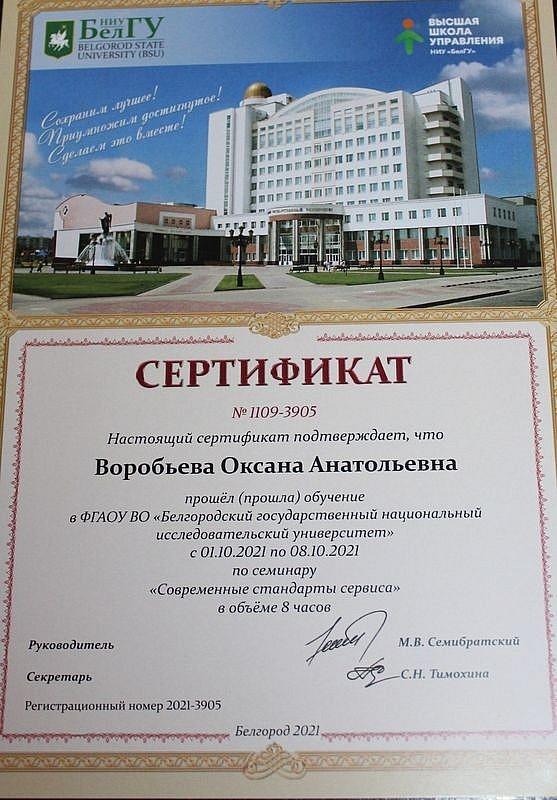 НИУ
БелГУ
BELGOROD STATE
UNIVERSITY (BSU)
ВЫСШАЯ
ШКОЛА
УПРАВЛЕНИЯ
НИУ «БелГУ»
Сохраним лучшее!
Приумножим достигнутое!
Сделаем это вместе!
СЕРТИФИКАТ
№ 1109-3905
Настоящий сертификат подтверждает, что
Воробьева Оксана Анатольевна
прошёл (прошла) обучение
в ФГАОУ ВО «Белгородский государственный национальный
исследовательский университет»
с 01.10.2021 по 08.10.2021
по семинару
«Современные стандарты сервиса»
в объёме 8 часов
Руководитель М.В. Семибратский
Секретарь С.Н. Тимохина
Регистрационный номер 2021-3905
Белгород 2021